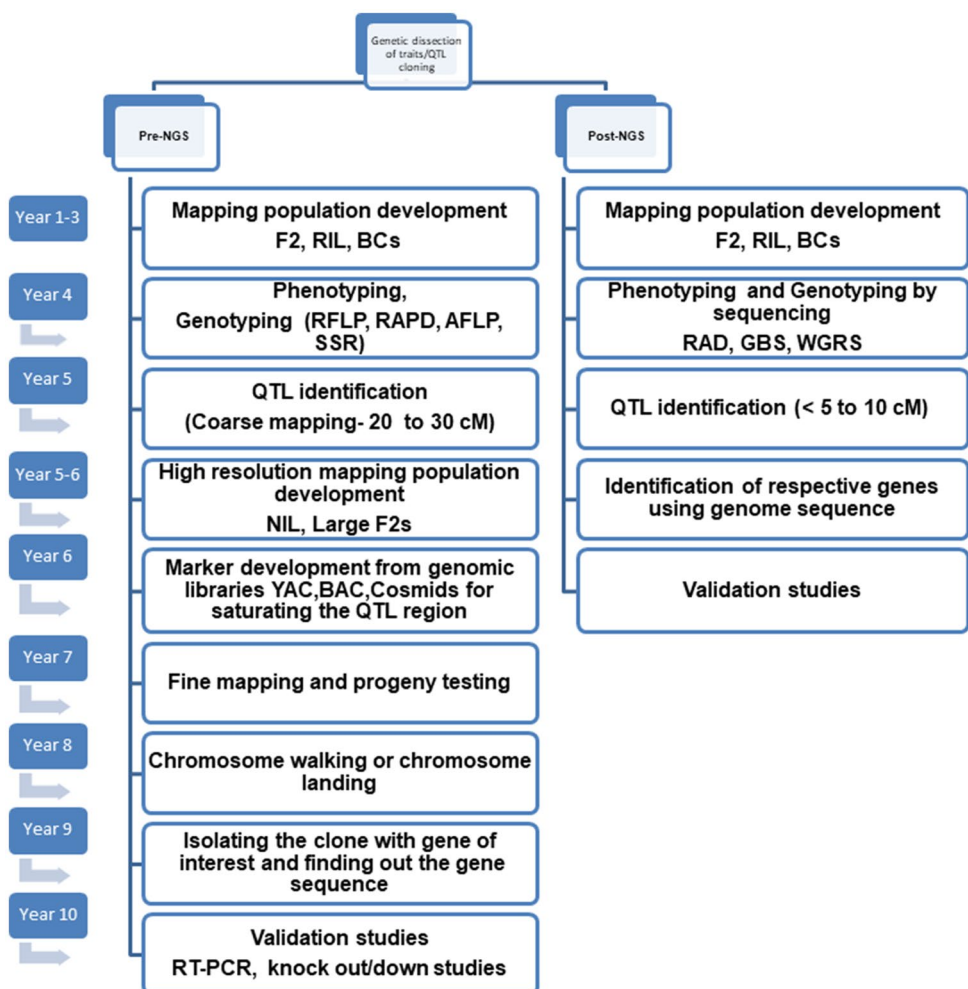 Genetic dissection
of traits/QTL
cloning
Pre-NGS
Post-NGS
Year 1-3
Mapping population development
F2, RIL, BCs
Mapping population development
F2, RIL, BCs
Year 4
Phenotyping,
Genotyping (RFLP, RAPD, AFLP,
SSR)
Phenotyping and Genotyping by
sequencing
RAD, GBS, WGRS
Year 5
QTL identification
(Coarse mapping- 20 to 30 cM)
QTL identification (< 5 to 10 cM)
Year 5-6
High resolution mapping population
development
NIL, Large F2s
Identification of respective genes
using genome sequence
Year 6
Marker development from genomic
libraries YAC,BAC,Cosmids for
saturating the QTL region
Validation studies
Year 7
Fine mapping and progeny testing
Year 8
Chromosome walking or chromosome
landing
Year 9
Isolating the clone with gene of
interest and finding out the gene
sequence
Year 10
Validation studies
RT-PCR, knock out/down studies